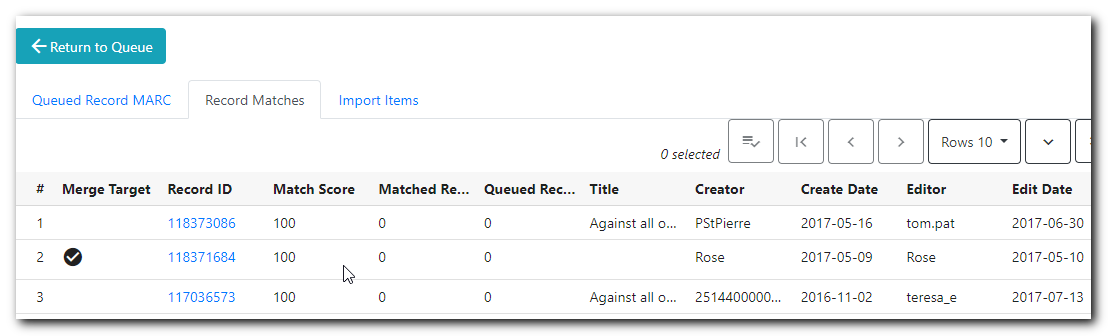 Return to Queue
Queued Record MARC Record Matches Import Items
0 selected Rows 10
# Merge Target Record ID Match Score Matched Re... Queued Rec... Title Creator Create Date Editor Edit Date
1 118373086 100 0 0 Against all o... PStPierre 2017-05-16 tom.pat 2017-06-30
2 118371684 100 0 0 Rose 2017-05-09 Rose 2017-05-10
3 117036573 100 0 0 Against all o... 2514400000... 2016-11-02 teresa_e 2017-07-13